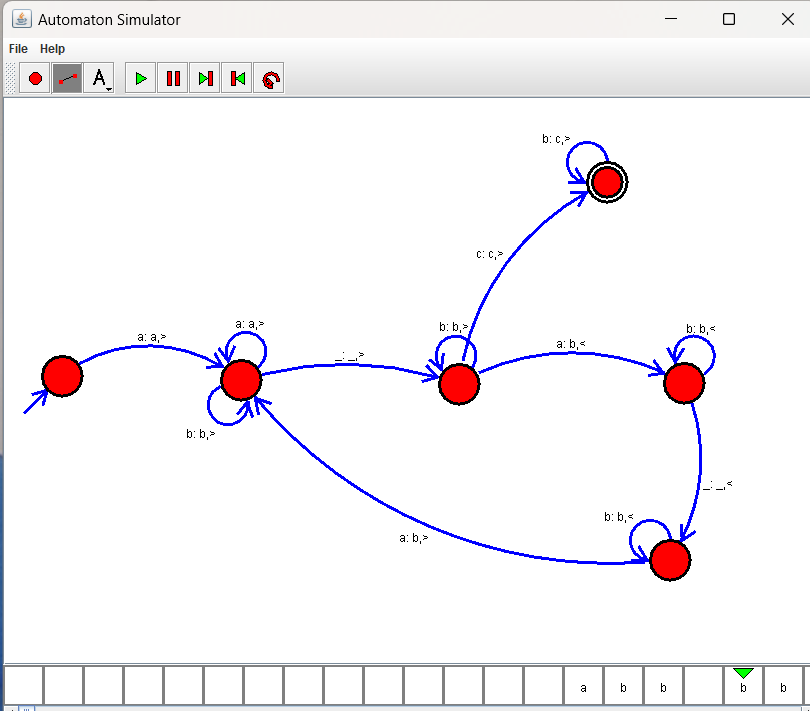 Automaton Simulator
File Help
A
b: c,>
c: c,>
a: a,>
a: a,>
_: _,>
b: b,>
a: b,<
b: b,<
b: b,>
_: _,<
b: b,<
a: b,>
a b b b b